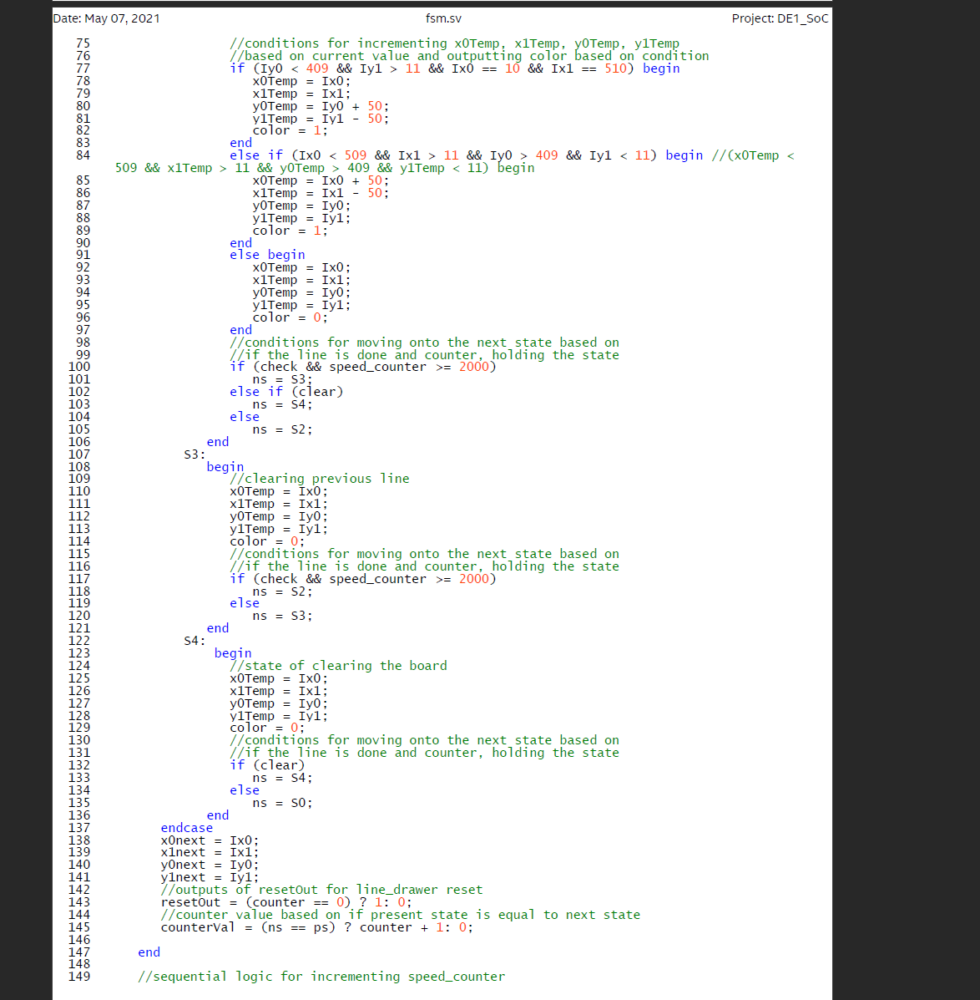 Date: May 07, 2021 fsm.sv Project: DE1_SoC
75 //conditions for incrementing x0Temp, x1Temp, y0Temp, y1Temp
76 //based on current value and outputting color based on condition
77 if (Iy0 < 409 && Iy1 > 11 && Ix0 == 10 && Ix1 == 510) begin
78 x0Temp = Ix0;
79 x1Temp = Ix1;
80 y0Temp = Iy0 + 50;
81 y1Temp = Iy1 - 50;
82 color = 1;
83 end
84 else if (Ix0 < 509 && Ix1 > 11 && Iy0 > 409 && Iy1 < 11) begin //(x0Temp <
509 && x1Temp > 11 && y0Temp > 409 && y1Temp < 11) begin
85 x0Temp = Ix0 + 50;
86 x1Temp = Ix1 - 50;
87 y0Temp = Iy0;
88 y1Temp = Iy1;
89 color = 1;
90 end
91 else begin
92 x0Temp = Ix0;
93 x1Temp = Ix1;
94 y0Temp = Iy0;
95 y1Temp = Iy1;
96 color = 0;
97 end
98 //conditions for moving onto the next state based on
99 //if the line is done and counter, holding the state
100 if (check && speed_counter >= 2000)
101 ns = S3;
102 else if (clear)
103 ns = S4;
104 else
105 ns = S2;
106 end
107 S3:
108 begin
109 //clearing previous line
110 x0Temp = Ix0;
111 x1Temp = Ix1;
112 y0Temp = Iy0;
113 y1Temp = Iy1;
114 color = 0;
115 //conditions for moving onto the next state based on
116 //if the line is done and counter, holding the state
117 if (check && speed_counter >= 2000)
118 ns = S2;
119 else
120 ns = S3;
121 end
122 S4:
123 begin
124 //state of clearing the board
125 x0Temp = Ix0;
126 x1Temp = Ix1;
127 y0Temp = Iy0;
128 y1Temp = Iy1;
129 color = 0;
130 //conditions for moving onto the next state based on
131 //if the line is done and counter, holding the state
132 if (clear)
133 ns = S4;
134 else
135 ns = S0;
136 end
137 endcase
138 x0next = Ix0;
139 x1next = Ix1;
140 y0next = Iy0;
141 y1next = Iy1;
142 //outputs of resetOut for line_drawer reset
143 resetOut = (counter == 0) ? 1: 0;
144 //counter value based on if present state is equal to next state
145 counterVal = (ns == ps) ? counter + 1: 0;
146
147 end
148
149 //sequential logic for incrementing speed_counter